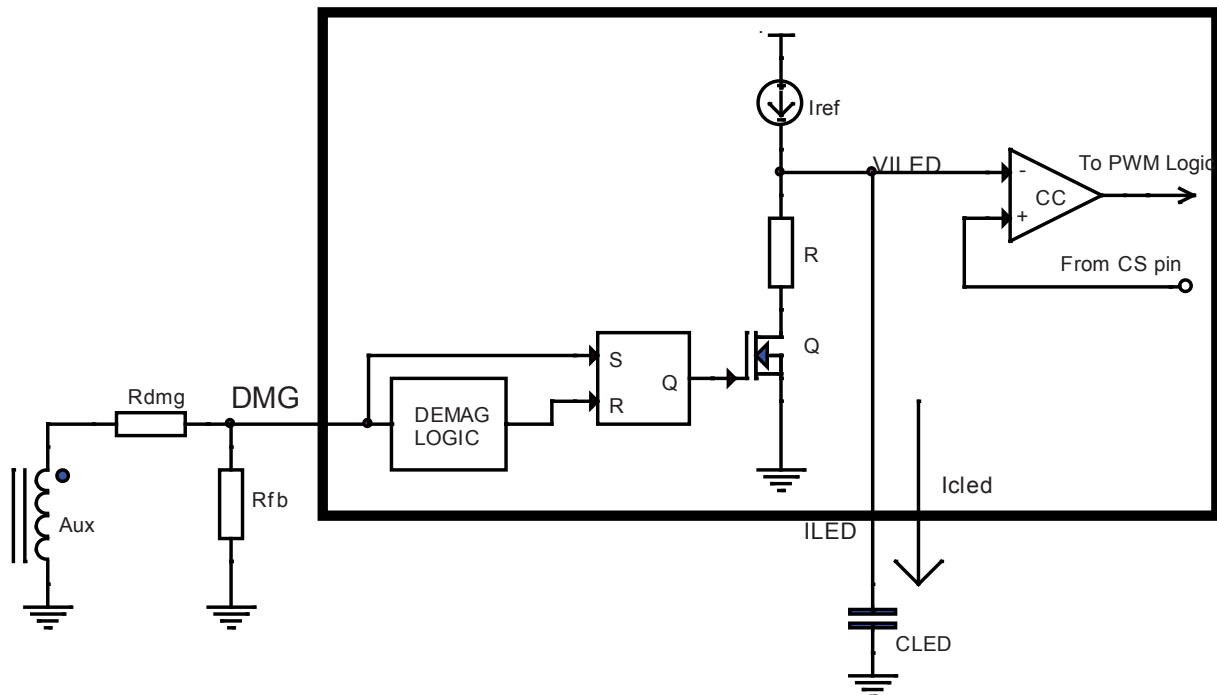 Iref
VILED
To PWM Logic
-
CC
+
R
From CS pin
Q
S
Q
R
Rdmg
DMG
DEMAG
LOGIC
Rfb
Aux
Icled
ILED
CLED